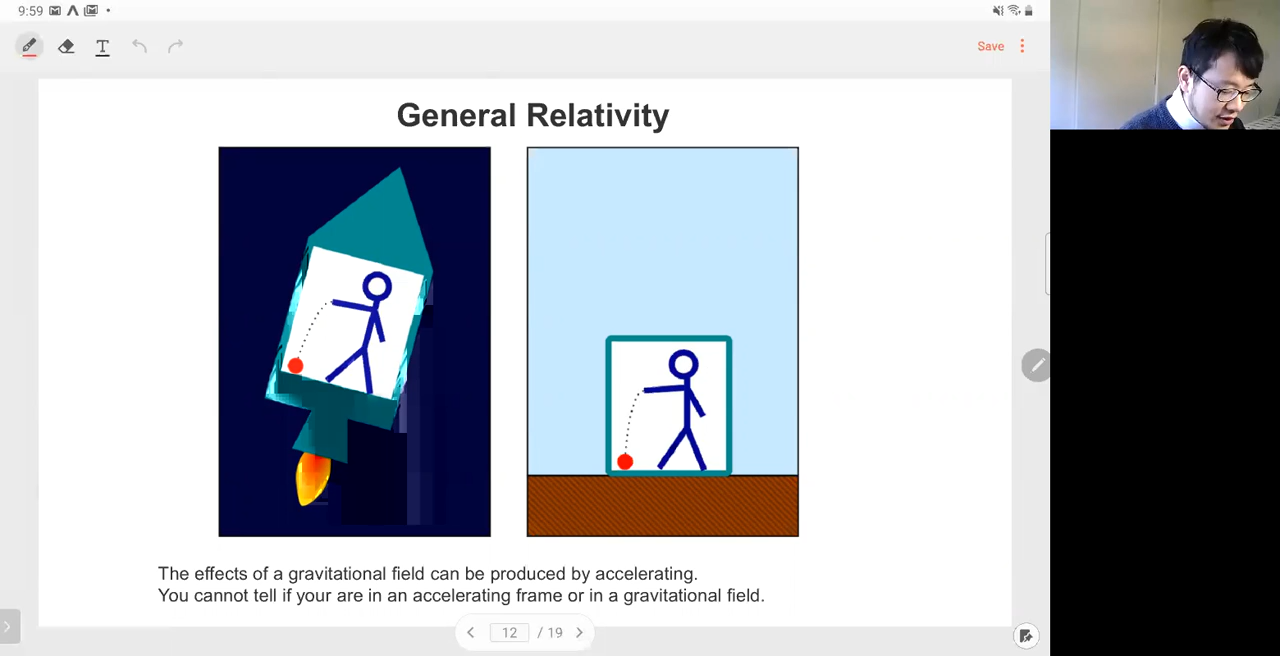 9:59
T
Save
General Relativity
The effects of a gravitational field can be produced by accelerating.
You cannot tell if your are in an accelerating frame or in a gravitational field.
12 / 19